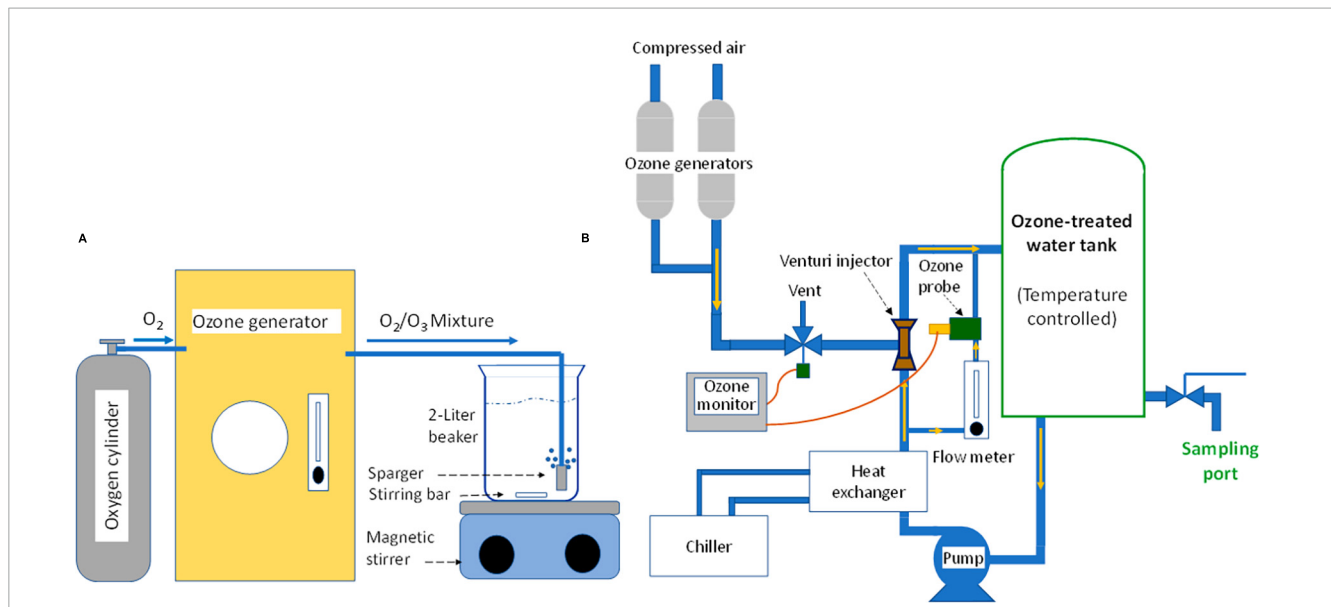 A
O2
Ozone generator
O2/O3 Mixture
Oxygen cylinder
2-Liter
beaker
Sparger
Stirring bar
Magnetic
stirrer
B
Compressed air
Ozone generators
Venturi injector
Vent
Ozone
probe
Ozone-treated
water tank
(Temperature
controlled)
Ozone
monitor
Flow meter
Sampling
port
Heat
exchanger
Chiller
Pump